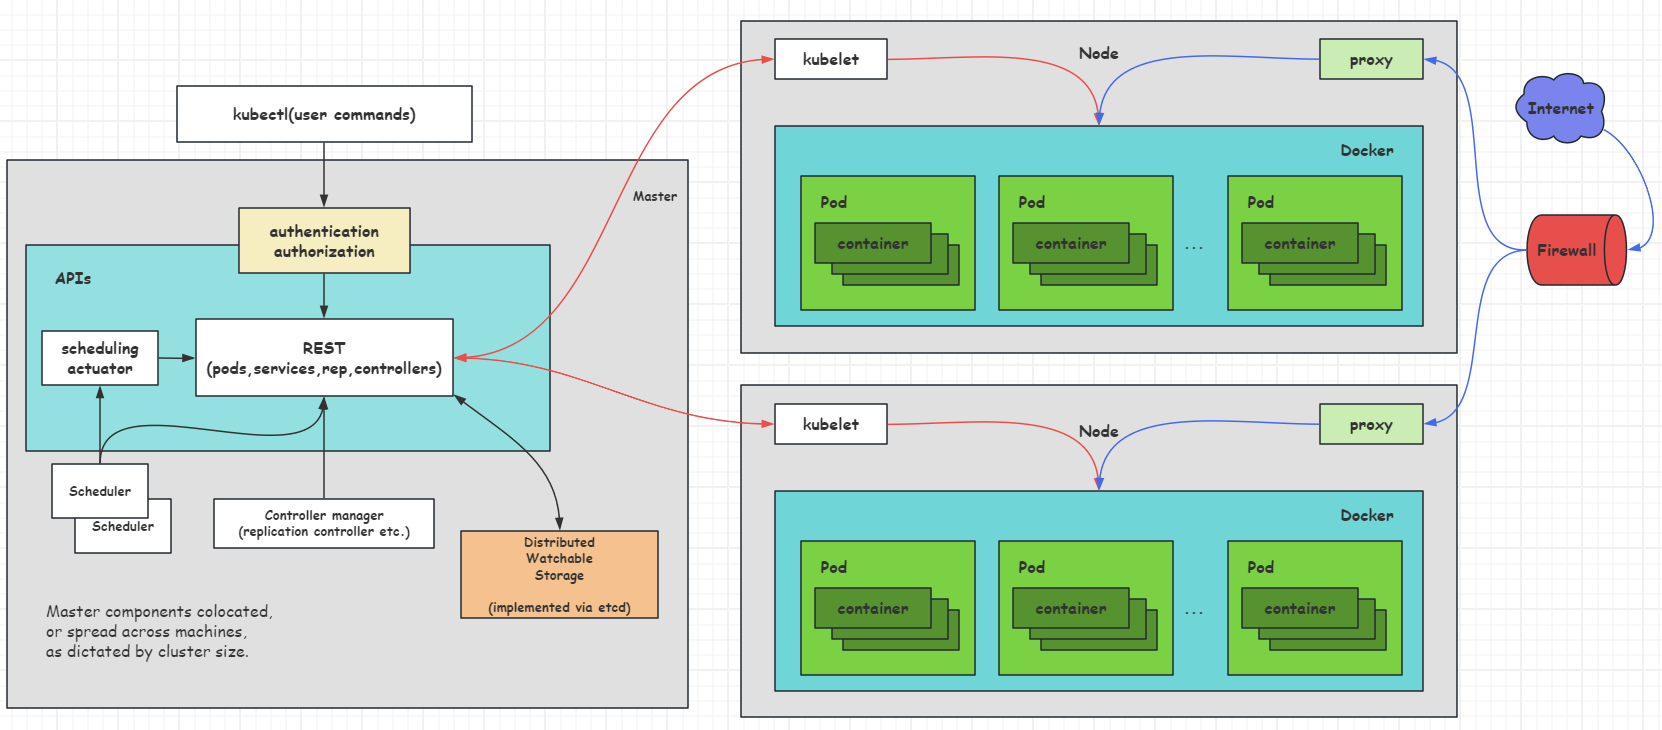 kubectl(user commands)
Master
authentication
authorization
APIs
scheduling
actuator
REST
(pods,services,rep,controllers)
Scheduler
Scheduler
Controller manager
(replication controller etc.)
Distributed
Watchable
Storage
(implemented via etcd)
Master components colocated,
or spread across machines,
as dictated by cluster size.
kubelet
Node
proxy
Docker
Pod
container
Pod
container
...
Pod
container
kubelet
Node
proxy
Docker
Pod
container
Pod
container
...
Pod
container
Internet
Firewall